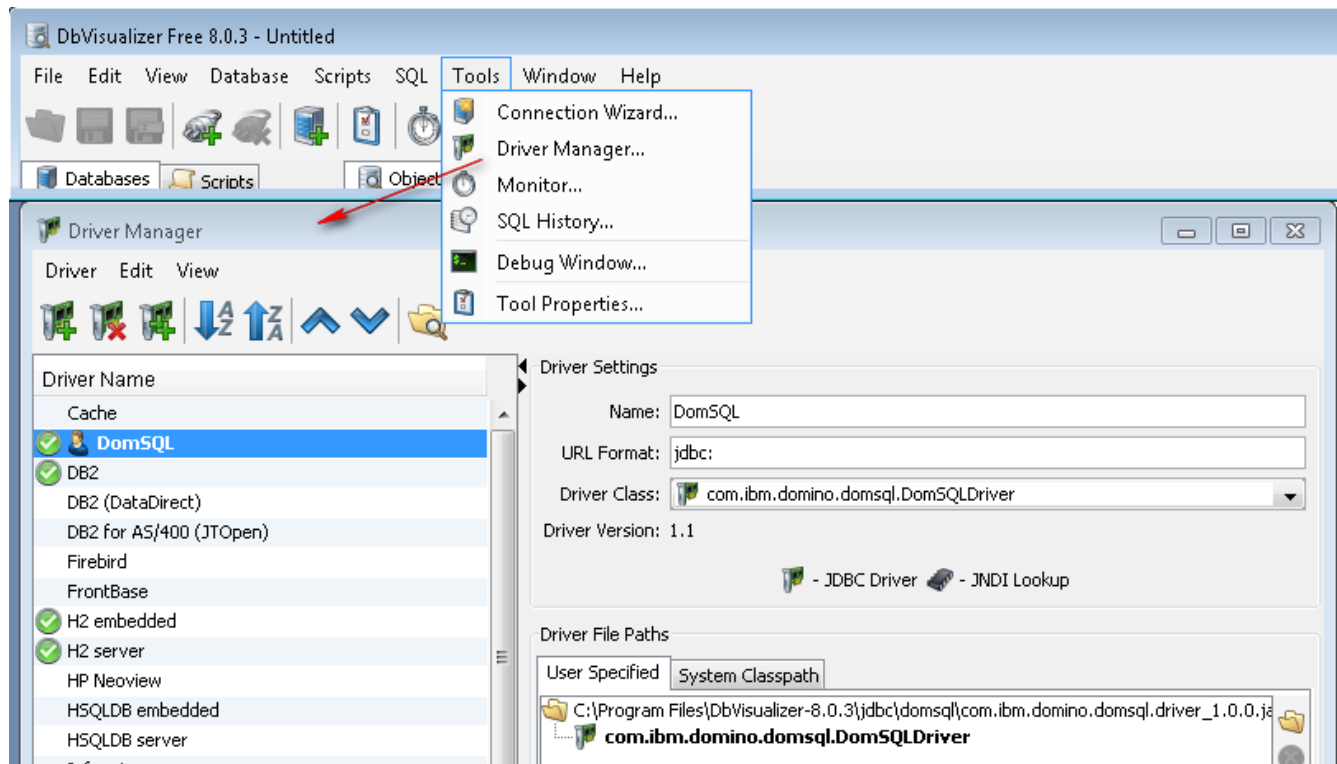 DbVisualizer Free 8.0.3 - Untitled
File Edit View Database Scripts SQL Tools Window Help
Connection Wizard...
Driver Manager...
Monitor...
SQL History...
Debug Window...
Tool Properties...
Databases Scripts Object
Driver Manager
Driver Edit View
Driver Name
Cache
DomSQL
DB2
DB2 (DataDirect)
DB2 for AS/400 (JTOpen)
Firebird
FrontBase
H2 embedded
H2 server
HP Neoview
HSQLDB embedded
HSQLDB server
Driver Settings
Name: DomSQL
URL Format: jdbc:
Driver Class: com.ibm.domino.domsql.DomSQLDriver
Driver Version: 1.1
- JDBC Driver - JNDI Lookup
Driver File Paths
User Specified System Classpath
C:\Program Files\DbVisualizer-8.0.3\jdbc\domsql\com.ibm.domino.domsql.driver_1.0.0.ja
com.ibm.domino.domsql.DomSQLDriver